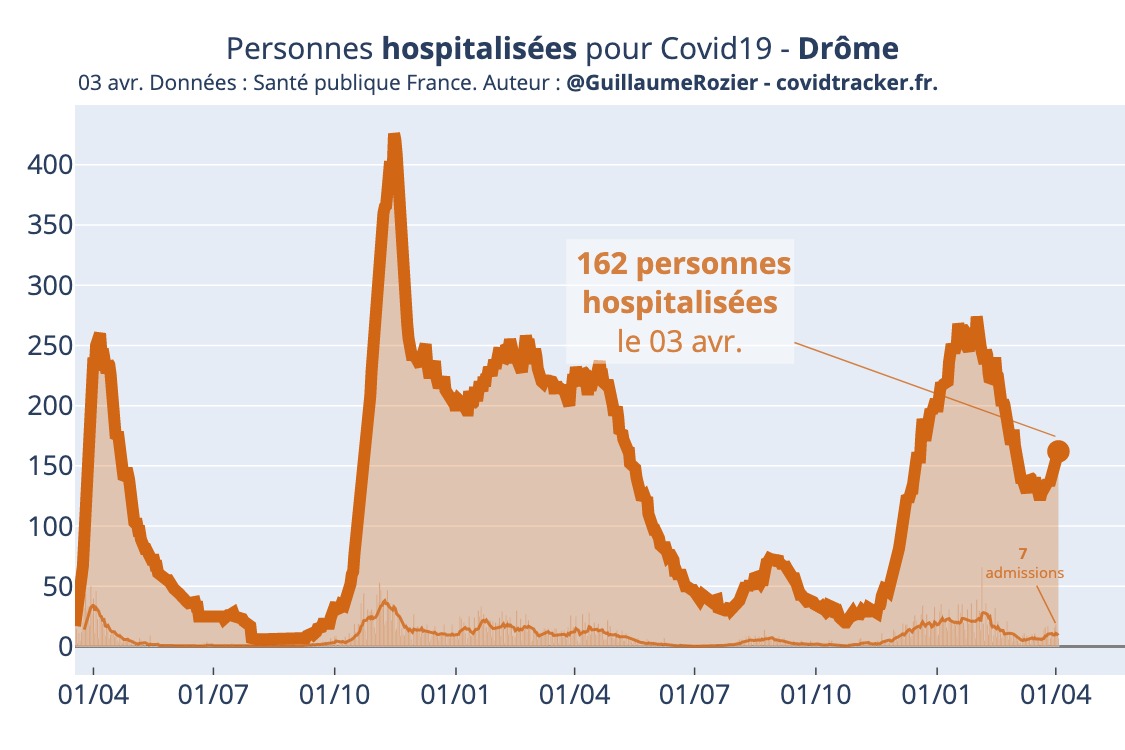 Personnes hospitalisées pour Covid19 - Drôme
03 avr. Données : Santé publique France. Auteur : @GuillaumeRozier - covidtracker.fr.
400
350
300
250
200
150
100
50
0
162 personnes
hospitalisées
le 03 avr.
7
admissions
01/04 01/07 01/10 01/01 01/04 01/07 01/10 01/01 01/04